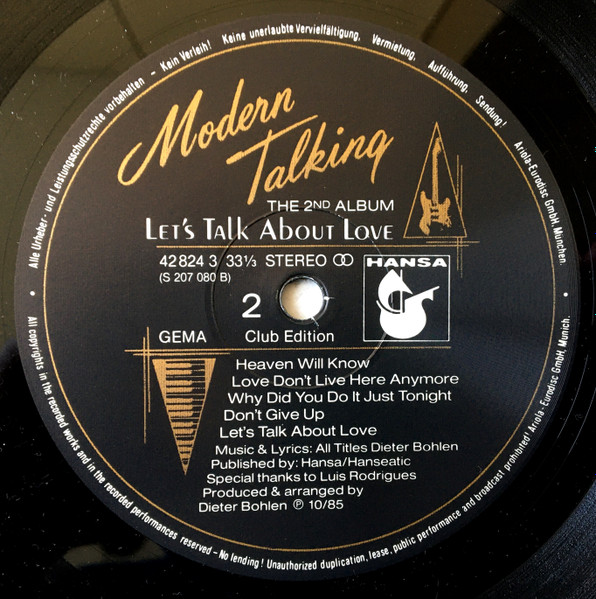 Alle Urheber- und Leistungsschutzrechte vorbehalten – Kein Verleih! Keine unerlaubte Vervielfältigung, Vermietung, Aufführung, Sendung! Ariola-Eurodisc GmbH, München.
Modern
Talking
THE 2ND ALBUM
LET'S TALK ABOUT LOVE
42 824 3 33⅓ STEREO
(S 207 080 B)
HANSA
2
GEMA
Club Edition
Heaven Will Know
Love Don't Live Here Anymore
Why Did You Do It Just Tonight
Don't Give Up
Let's Talk About Love
Music & Lyrics: All Titles Dieter Bohlen
Published by: Hansa/Hanseatic
Special thanks to Luis Rodrigues
Produced & arranged by
Dieter Bohlen ℗ 10/85
All copyrights in the recorded works and in the recorded performances reserved – No lending! Unauthorized duplication, lease, public performance and broadcast prohibited! Ariola-Eurodisc GmbH, Munich.